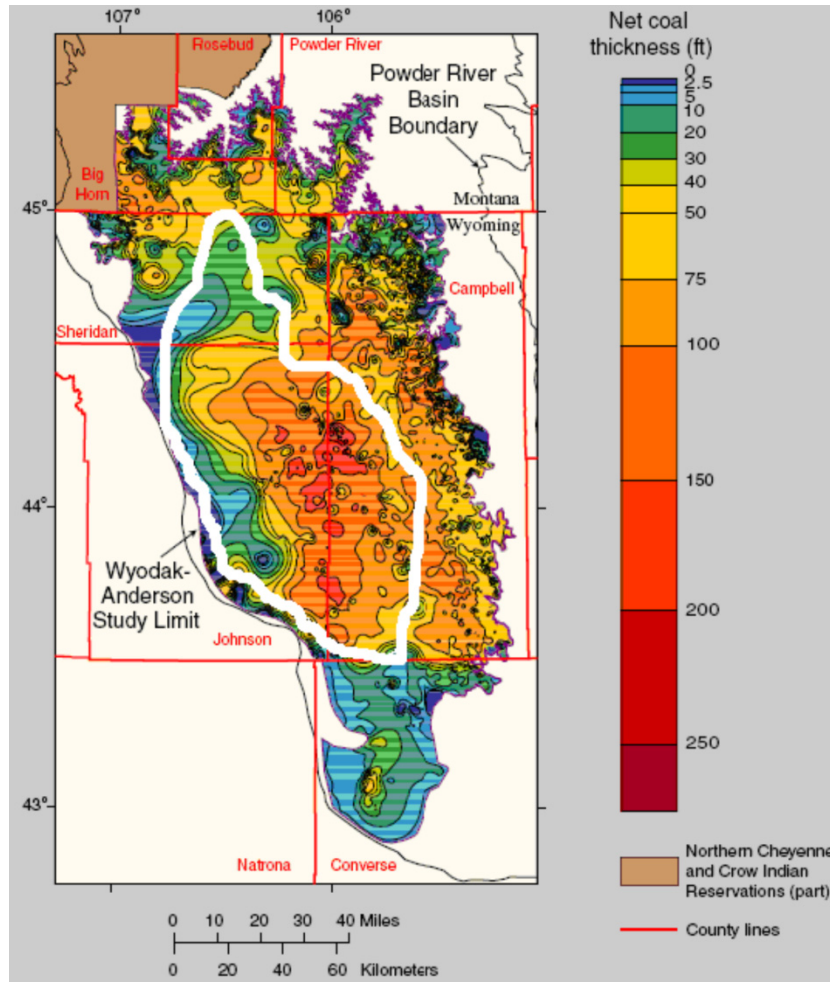 107°
106°
Rosebud
Powder River
Powder River
Basin
Boundary
Big
Horn
45°
Montana
Wyoming
Campbell
Sheridan
44°
Wyodak-
Anderson
Study Limit
Johnson
43°
Natrona
Converse
0 10 20 30 40 Miles
0 20 40 60 Kilometers
Net coal
thickness (ft)
0
2.5
5
10
20
30
40
50
75
100
150
200
250
Northern Cheyenne
and Crow Indian
Reservations (part)
County lines